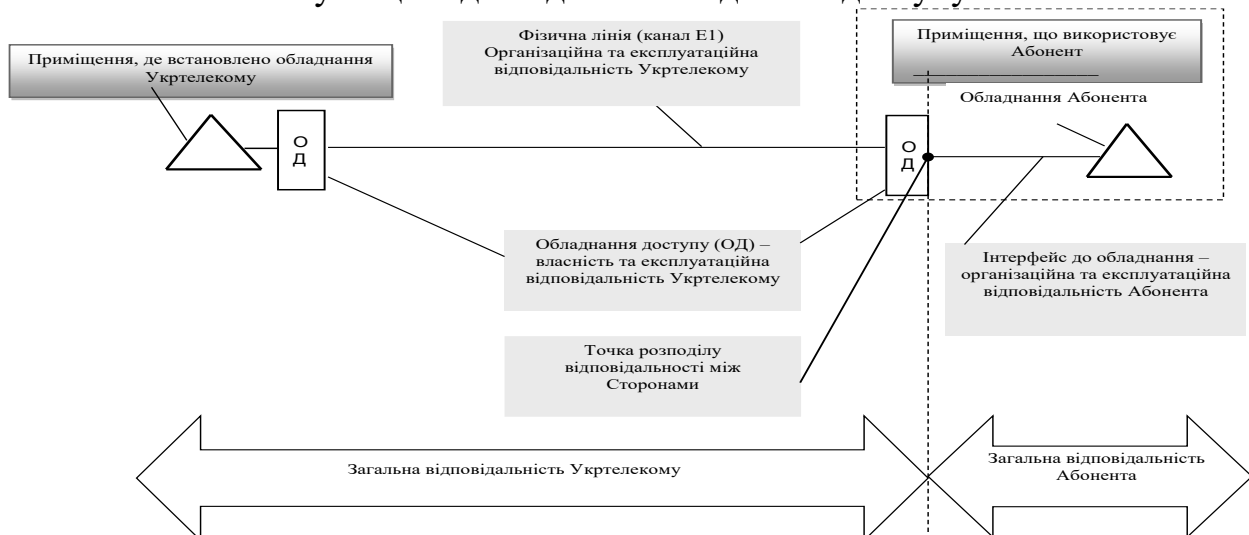 Фізична лінія (канал Е1)
Організаційна та експлуатаційна
відповідальність Укртелекому
Приміщення, що використовує
Абонент
____________________
Приміщення, де встановлено обладнання
Укртелекому
Обладнання Абонента
О
Д
О
Д
Обладнання доступу (ОД) –
власність та експлуатаційна
відповідальність Укртелекому
Інтерфейс до обладнання –
організаційна та експлуатаційна
відповідальність Абонента
Точка розподілу
відповідальності між
Сторонами
Загальна відповідальність Укртелекому
Загальна відповідальність
Абонента